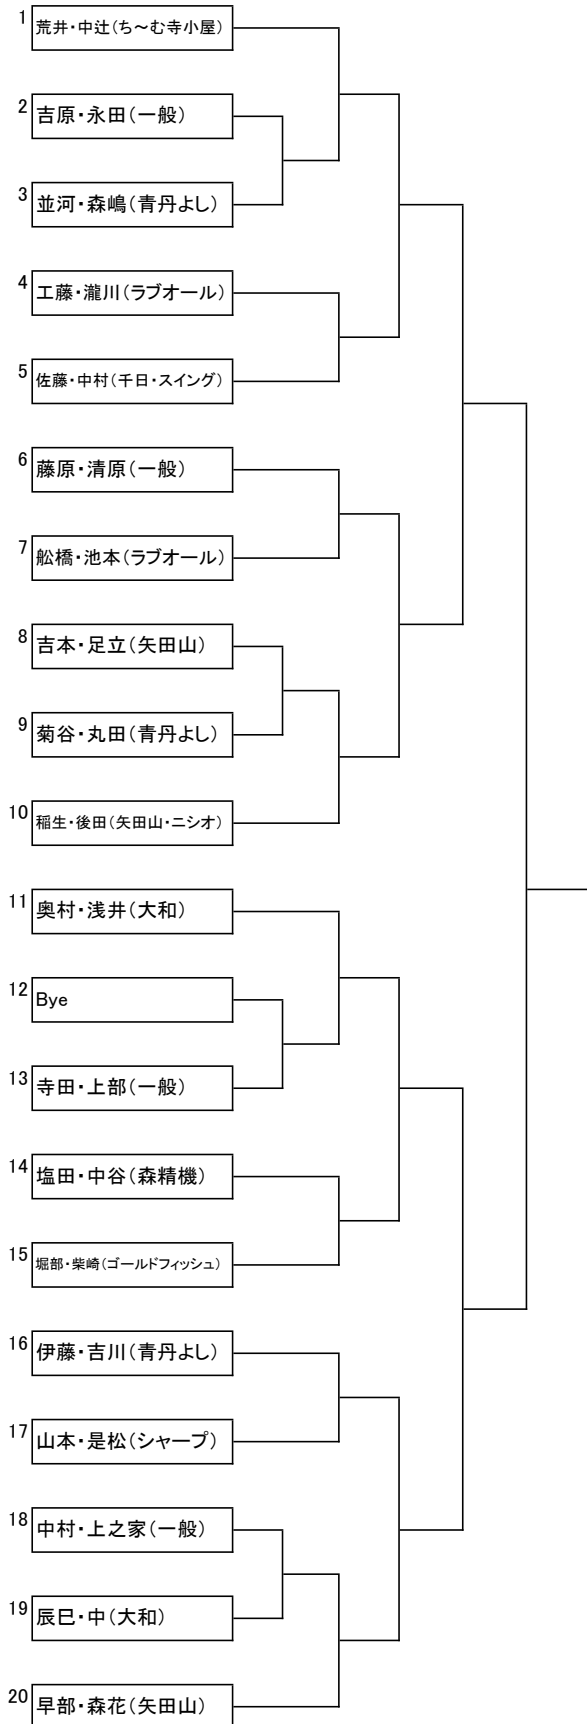 1 荒井・中辻(ち～む寺小屋)
2 吉原・永田(一般)
3 並河・森嶋(青丹よし)
4 工藤・瀧川(ラブオール)
5 佐藤・中村(千日・スイング)
6 藤原・清原(一般)
7 舩橋・池本(ラブオール)
8 吉本・足立(矢田山)
9 菊谷・丸田(青丹よし)
10 稲生・後田(矢田山・ニシオ)
11 奥村・浅井(大和)
12 Bye
13 寺田・上部(一般)
14 塩田・中谷(森精機)
15 堀部・柴崎(ゴールドフィッシュ)
16 伊藤・吉川(青丹よし)
17 山本・是松(シャープ)
18 中村・上之家(一般)
19 辰巳・中(大和)
20 早部・森花(矢田山)